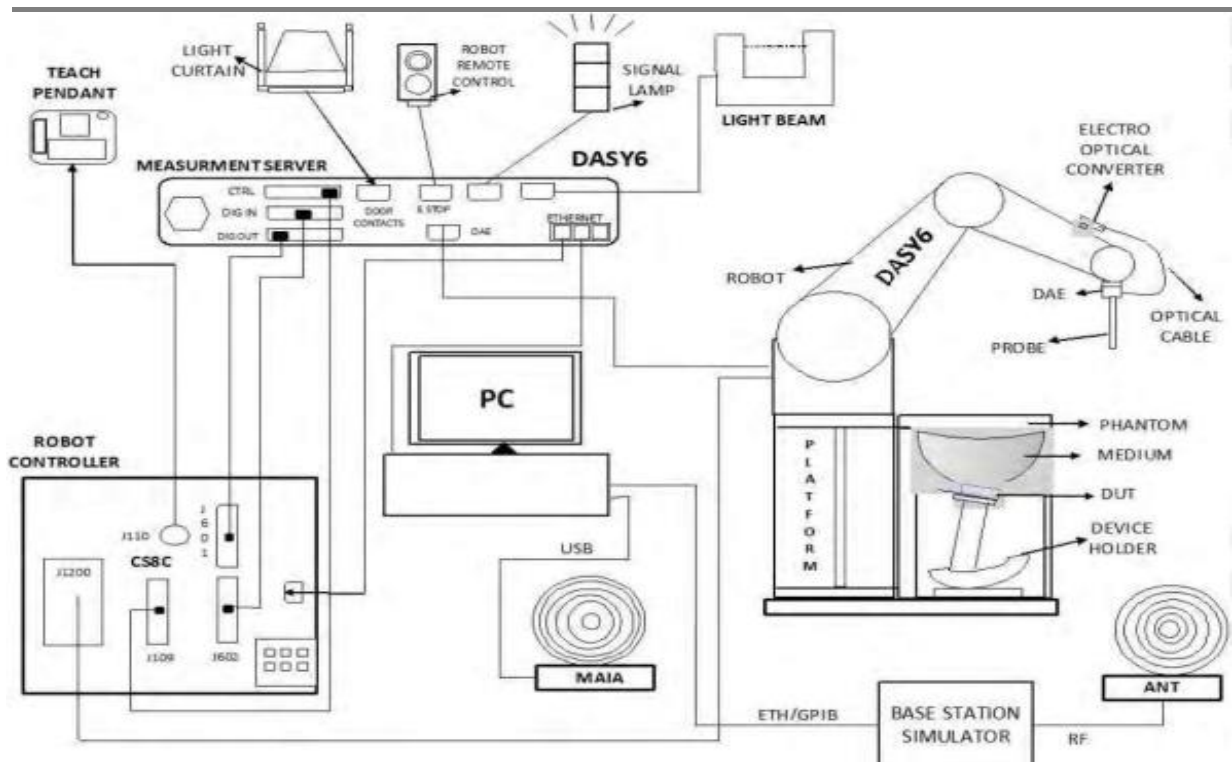 LIGHT
CURTAIN
ROBOT
REMOTE
CONTROL
SIGNAL
LAMP
LIGHT BEAM
TEACH
PENDANT
ELECTRO
OPTICAL
CONVERTER
MEASURMENT SERVER
DASY6
CTRL
DIG IN
DIGOUT
DOOR
CONTACTS
E STOP
DAE
ETHERNET
ROBOT
DASY6
DAE
OPTICAL
CABLE
PROBE
PC
PLATFORM
PHANTOM
MEDIUM
DUT
DEVICE
HOLDER
ROBOT
CONTROLLER
J110
J601
CS8C
J1200
J109
J602
USB
MAIA
ETH/GPIB
BASE STATION
SIMULATOR
RF
ANT